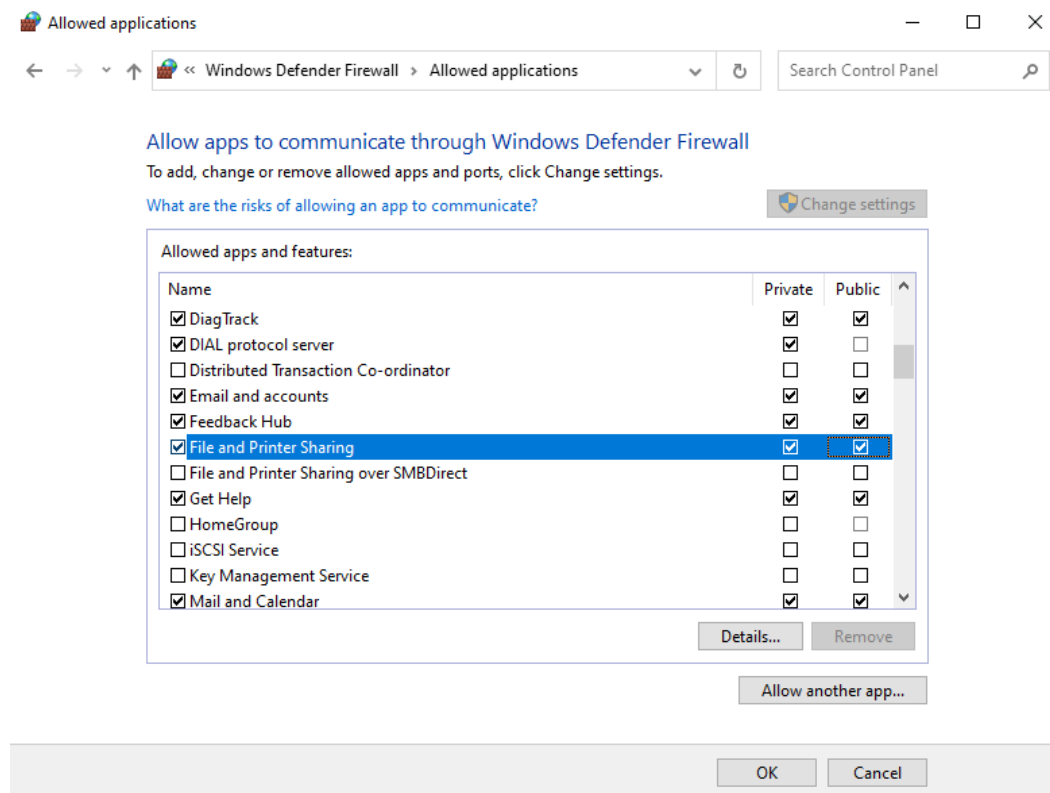 Allowed applications
« Windows Defender Firewall › Allowed applications
Search Control Panel
Allow apps to communicate through Windows Defender Firewall
To add, change or remove allowed apps and ports, click Change settings.
What are the risks of allowing an app to communicate?
Change settings
Allowed apps and features:
Name Private Public
DiagTrack
DIAL protocol server
Distributed Transaction Co-ordinator
Email and accounts
Feedback Hub
File and Printer Sharing
File and Printer Sharing over SMBDirect
Get Help
HomeGroup
iSCSI Service
Key Management Service
Mail and Calendar
Details... Remove
Allow another app...
OK Cancel